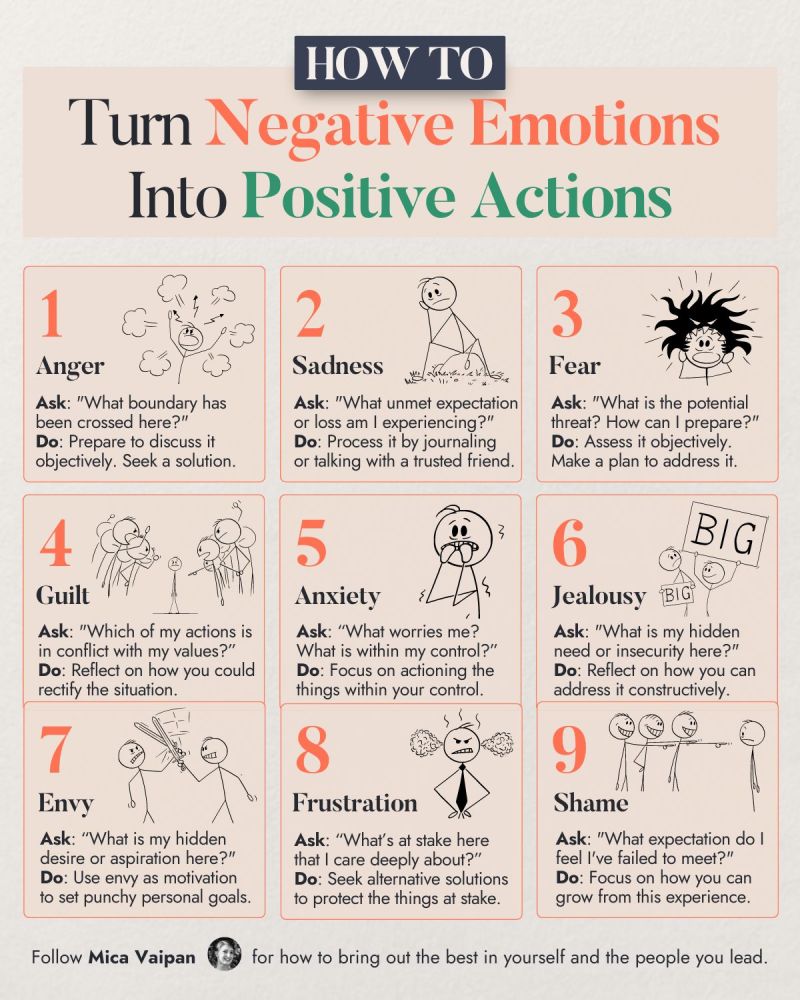 HOW TO
Turn Negative Emotions
Into Positive Actions
1
Anger
Ask: "What boundary has
been crossed here?"
Do: Prepare to discuss it
objectively. Seek a solution.
2
Sadness
Ask: "What unmet expectation
or loss am I experiencing?"
Do: Process it by journaling
or talking with a trusted friend.
3
Fear
Ask: "What is the potential
threat? How can I prepare?"
Do: Assess it objectively.
Make a plan to address it.
4
Guilt
Ask: "Which of my actions is
in conflict with my values?”
Do: Reflect on how you could
rectify the situation.
5
Anxiety
Ask: “What worries me?
What is within my control?”
Do: Focus on actioning the
things within your control.
6
BIG
BIG
Jealousy
Ask: "What is my hidden
need or insecurity here?"
Do: Reflect on how you can
address it constructively.
7
Envy
Ask: “What is my hidden
desire or aspiration here?"
Do: Use envy as motivation
to set punchy personal goals.
8
Frustration
Ask: “What’s at stake here
that I care deeply about?”
Do: Seek alternative solutions
to protect the things at stake.
9
Shame
Ask: "What expectation do I
feel I've failed to meet?"
Do: Focus on how you can
grow from this experience.
Follow Mica Vaipan for how to bring out the best in yourself and the people you lead.